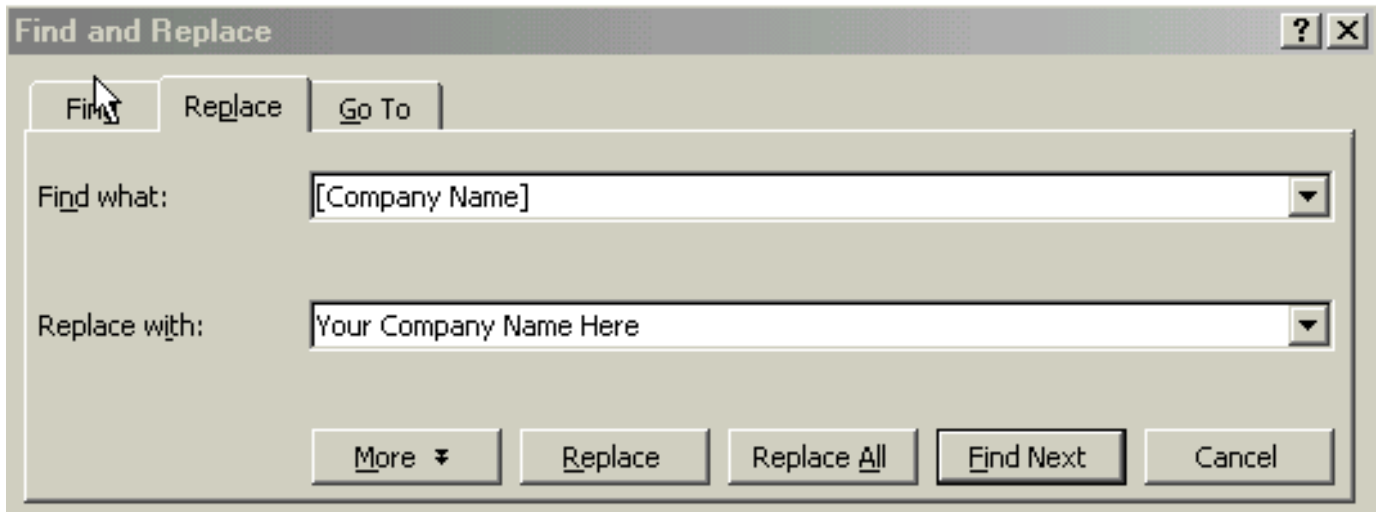 Find and Replace
Find Replace Go To
Find what: [Company Name]
Replace with: Your Company Name Here
More Replace Replace All Find Next Cancel